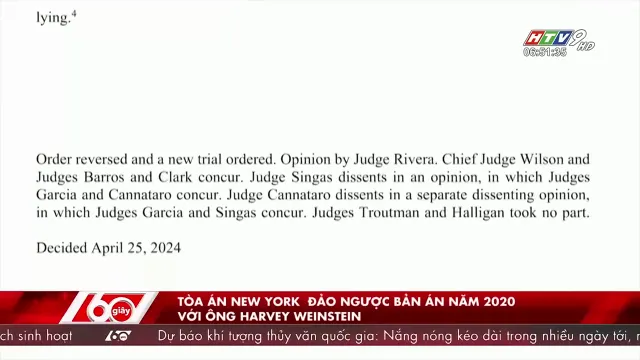 lying.⁴
HTV9 HD
06:51:35
Order reversed and a new trial ordered. Opinion by Judge Rivera. Chief Judge Wilson and
Judges Barros and Clark concur. Judge Singas dissents in an opinion, in which Judges
Garcia and Cannataro concur. Judge Cannataro dissents in a separate dissenting opinion,
in which Judges Garcia and Singas concur. Judges Troutman and Halligan took no part.
Decided April 25, 2024
60 giây
TÒA ÁN NEW YORK ĐẢO NGƯỢC BẢN ÁN NĂM 2020
VỚI ÔNG HARVEY WEINSTEIN
ch sinh hoạt 60s Dự báo khí tượng thủy văn quốc gia: Nắng nóng kéo dài trong nhiều ngày tới,